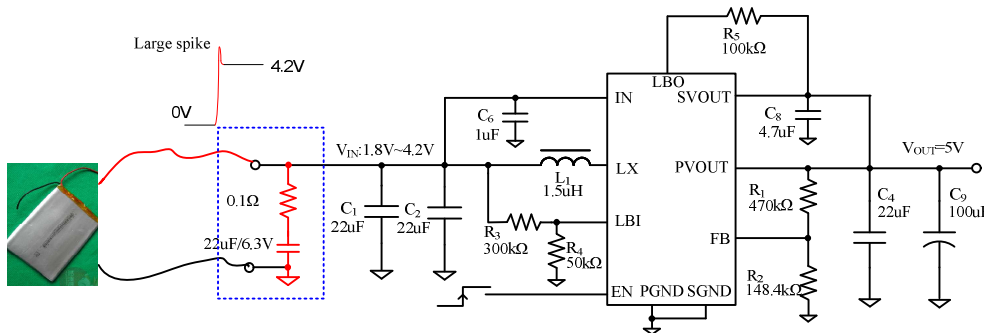 Large spike
4.2V
0V
0.1Ω
22uF/6.3V
VIN:1.8V~4.2V
C1
22uF
C2
22uF
C6
1uF
L1
1.5uH
R3
300kΩ
R4
50kΩ
R5
100kΩ
LBO
IN
SVOUT
LX
PVOUT
LBI
FB
EN
PGND
SGND
C8
4.7uF
VOUT=5V
R1
470kΩ
C4
22uF
C9
100uF
R2
148.4kΩ